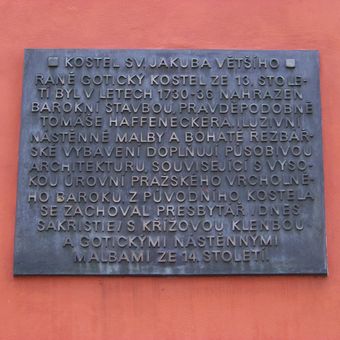 KOSTEL SV. JAKUBA VĚTŠÍHO
RANĚ GOTICKÝ KOSTEL ZE 13. STOLE-
TÍ BYL V LETECH 1730-36 NAHRAZEN
BAROKNÍ STAVBOU PRAVDĚPODOBNĚ
TOMÁŠE HAFFENECKERA. ILUZIVNÍ
NÁSTĚNNÉ MALBY A BOHATÉ ŘEZBÁŘ-
SKÉ VYBAVENÍ DOPLŇUJÍ PŮSOBIVOU
ARCHITEKTURU, SOUVISEJÍCÍ S VYSO-
KOU ÚROVNÍ PRAŽSKÉHO VRCHOLNÉ-
HO BAROKU. Z PŮVODNÍHO KOSTELA
SE ZACHOVAL PRESBYTÁŘ /DNES
SAKRISTIE/ S KŘÍŽOVOU KLENBOU
A GOTICKÝMI NÁSTĚNNÝMI
MALBAMI ZE 14. STOLETÍ.